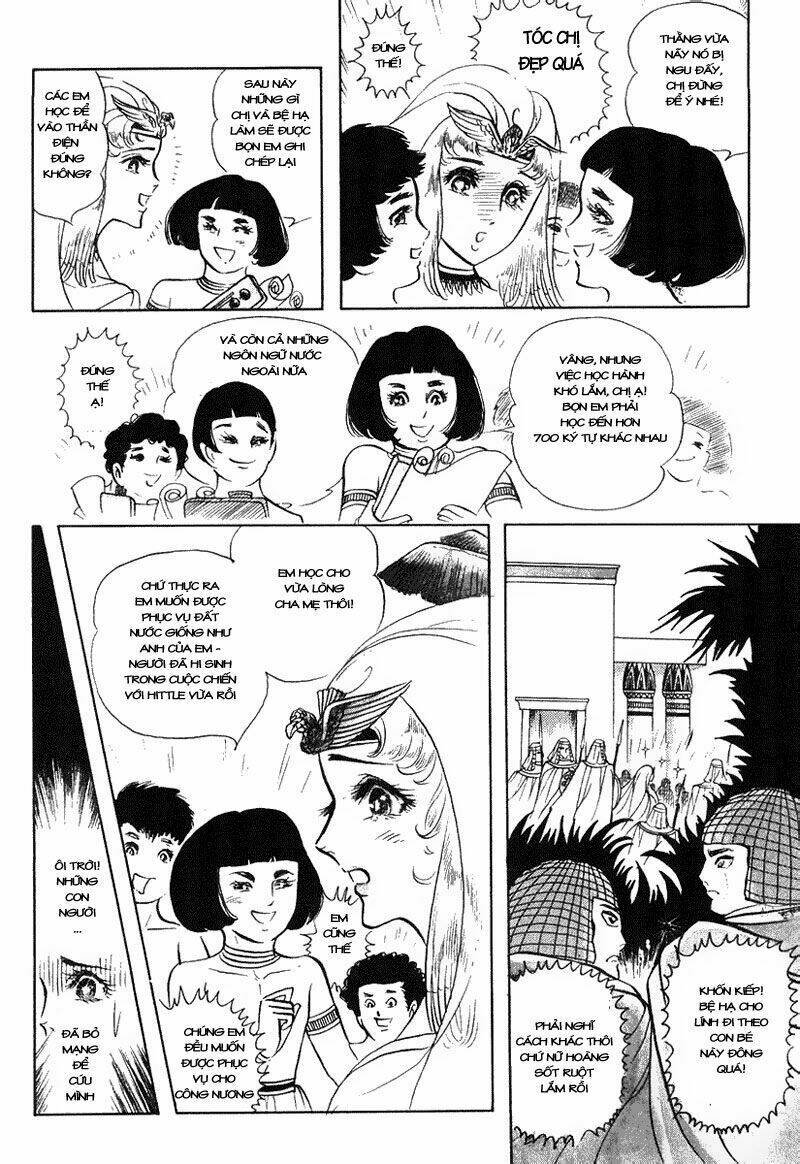 THẰNG VỪA
NÃY NÓ BỊ
NGU ĐẤY,
CHỊ ĐỪNG
ĐỂ Ý NHÉ!
TÓC CHỊ
ĐẸP QUÁ
ĐÚNG
THẾ!
SAU NÀY
NHỮNG GÌ
CHỊ VÀ BỆ HẠ
LÀM SẼ ĐƯỢC
BỌN EM GHI
CHÉP LẠI
CÁC EM
HỌC ĐỂ
VÀO THẦN
ĐIỆN
ĐÚNG
KHÔNG?
VÂNG, NHƯNG
VIỆC HỌC HÀNH
KHÓ LẮM, CHỊ Ạ!
BỌN EM PHẢI
HỌC ĐẾN HƠN
700 KÝ TỰ KHÁC NHAU
VÀ CÒN CẢ NHỮNG
NGÔN NGỮ NƯỚC
NGOÀI NỮA
ĐÚNG
THẾ
Ạ!
KHỐN KIẾP!
BỆ HẠ CHO
LÍNH ĐI THEO
CON BÉ
NÀY ĐÔNG
QUÁ!
PHẢI NGHĨ
CÁCH KHÁC THÔI
CHỨ NỮ HOÀNG
SỐT RUỘT
LẮM RỒI
EM HỌC CHO
VỪA LÒNG
CHA MẸ THÔI!
CHỨ THỰC RA
EM MUỐN ĐƯỢC
PHỤC VỤ ĐẤT
NƯỚC GIỐNG NHƯ
ANH CỦA EM -
NGƯỜI ĐÃ HI SINH
TRONG CUỘC CHIẾN
VỚI HITTLE VỪA RỒI
EM
CŨNG
THẾ
CHÚNG EM
ĐỀU MUỐN
ĐƯỢC PHỤC
VỤ CHO
CÔNG NƯƠNG
ÔI TRỜI!
NHỮNG
CON
NGƯỜI
...
ĐÃ BỎ
MẠNG
ĐỂ
CỨU
MÌNH